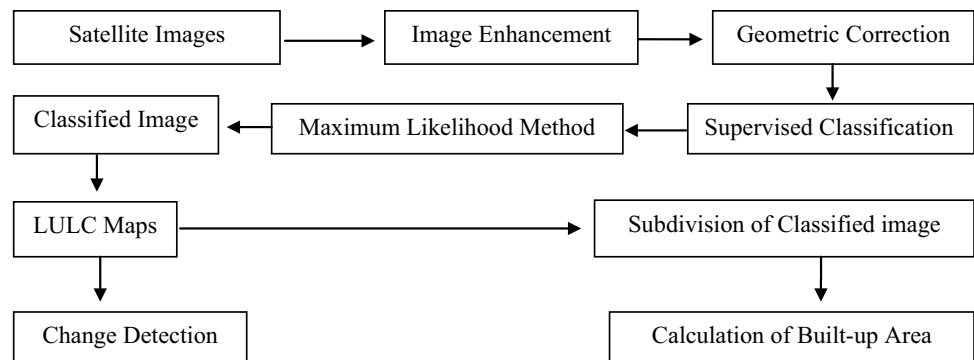 Satellite Images
Image Enhancement
Geometric Correction
Classified Image
Maximum Likelihood Method
Supervised Classification
LULC Maps
Subdivision of Classified image
Change Detection
Calculation of Built-up Area